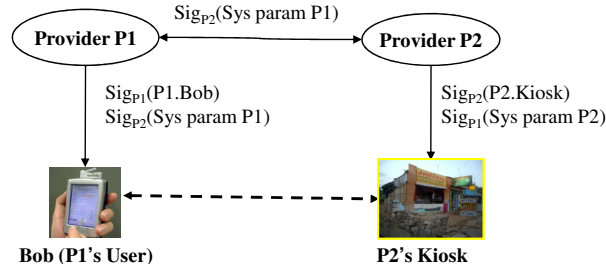 Sig_P2(Sys param P1)
Provider P1
Provider P2
Sig_P1(P1.Bob)
Sig_P2(Sys param P1)
Sig_P2(P2.Kiosk)
Sig_P1(Sys param P2)
Bob (P1's User)
P2's Kiosk